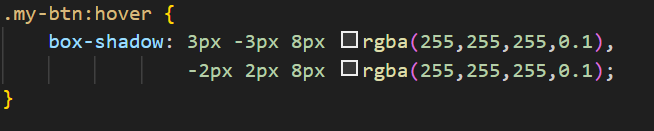 .my-btn:hover {
    box-shadow: 3px -3px 8px rgba(255,255,255,0.1),
                -2px 2px 8px rgba(255,255,255,0.1);
}